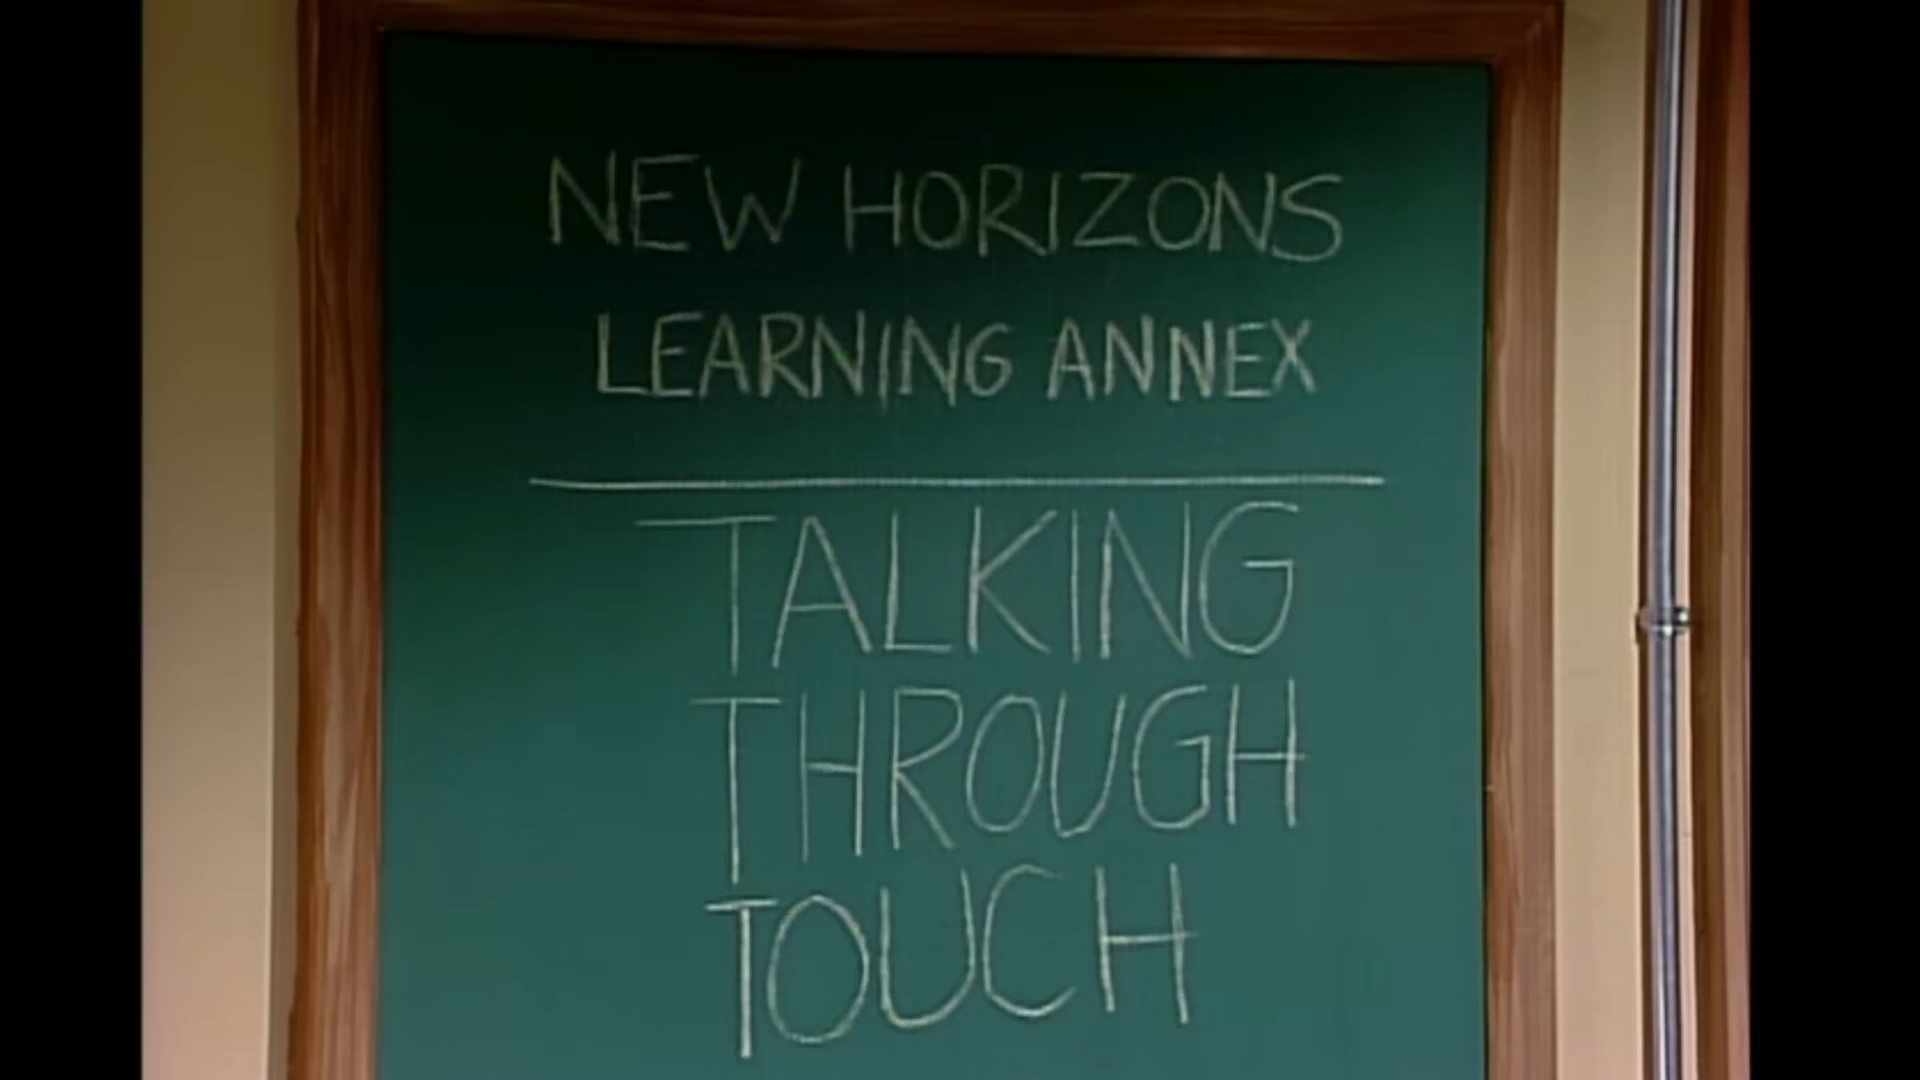 NEW HORIZONS
LEARNING ANNEX
TALKING
THROUGH
TOUCH